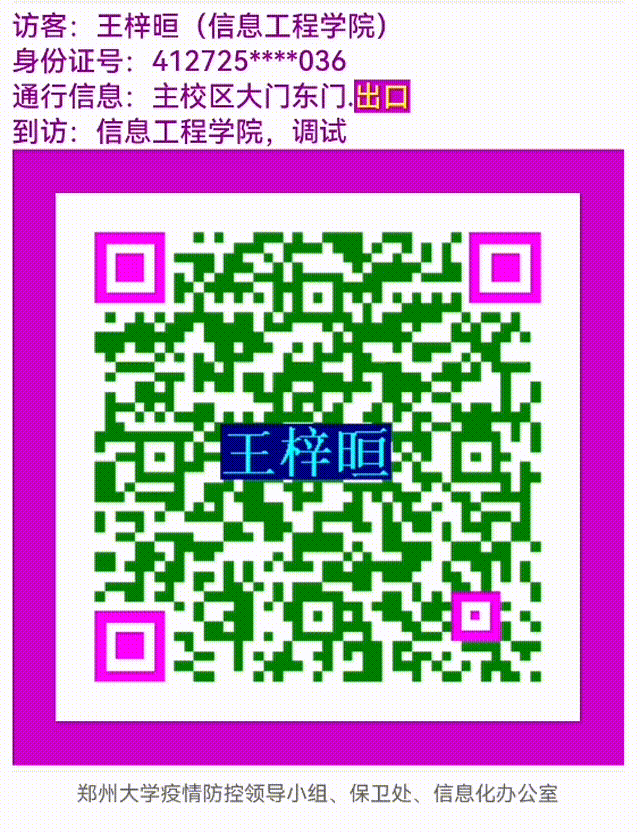 访客：王梓晅（信息工程学院）
身份证号：412725****036
通行信息：主校区大门东门.出口
到访：信息工程学院，调试
王梓晅
郑州大学疫情防控领导小组、保卫处、信息化办公室